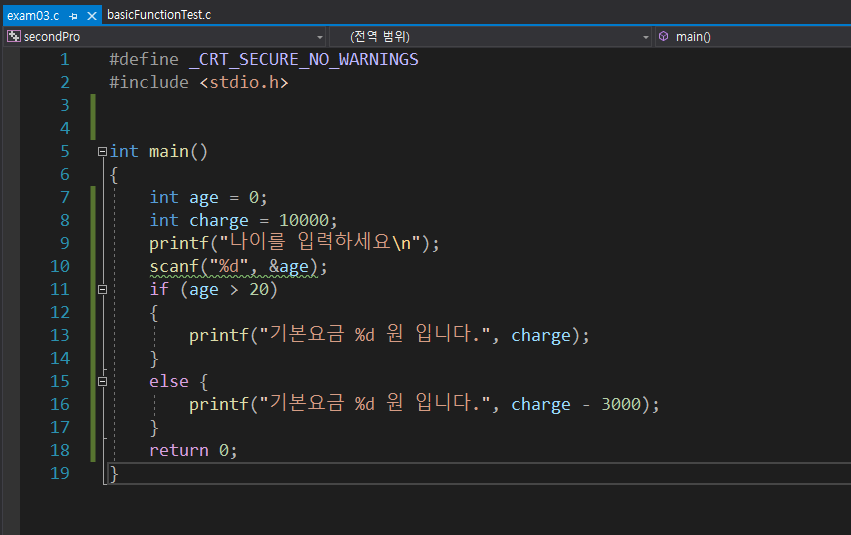 exam03.c basicFunctionTest.c
secondPro (전역 범위) main()
1 #define _CRT_SECURE_NO_WARNINGS
2 #include <stdio.h>
3
4
5 int main()
6 {
7 int age = 0;
8 int charge = 10000;
9 printf("나이를 입력하세요\n");
10 scanf("%d", &age);
11 if (age > 20)
12 {
13 printf("기본요금 %d 원 입니다.", charge);
14 }
15 else {
16 printf("기본요금 %d 원 입니다.", charge - 3000);
17 }
18 return 0;
19 }